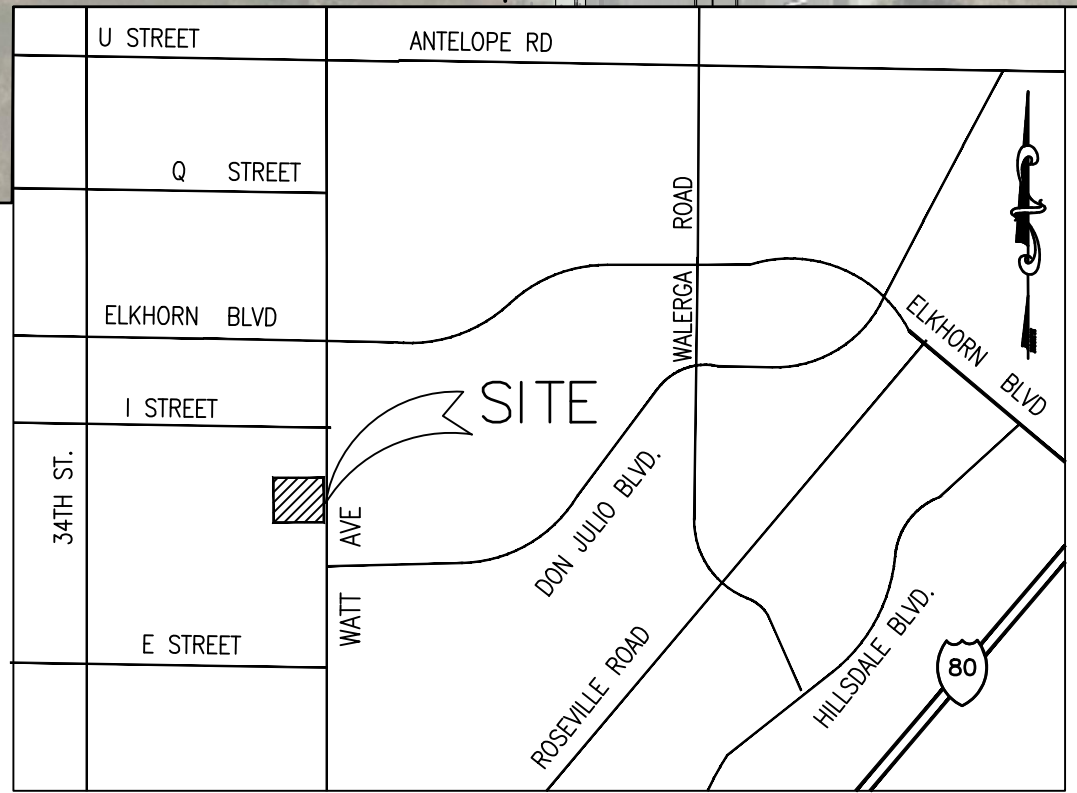 U STREET
ANTELOPE RD
Q STREET
WALERGA ROAD
ELKHORN BLVD
ELKHORN BLVD
I STREET
SITE
34TH ST.
WATT AVE
DON JULIO BLVD.
E STREET
ROSEVILLE ROAD
HILLSDALE BLVD.
80